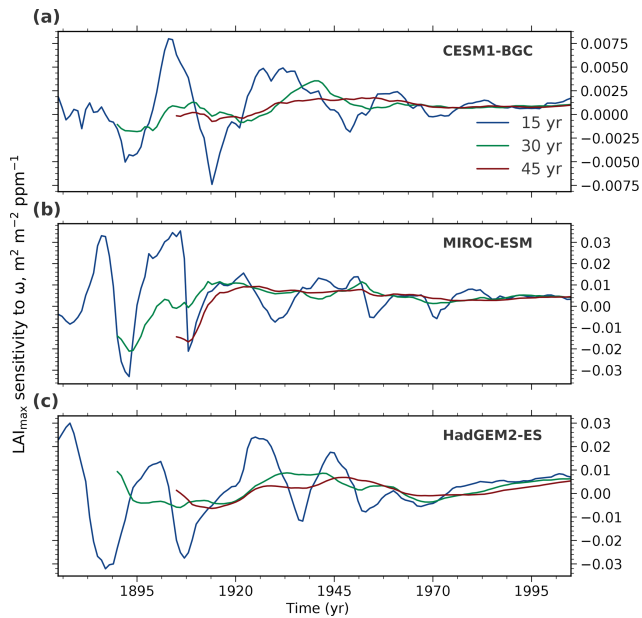 (a)
CESM1-BGC
0.0075
0.0050
0.0025
0.0000
−0.0025
−0.0050
−0.0075
15 yr
30 yr
45 yr
(b)
MIROC-ESM
0.03
0.02
0.01
0.00
−0.01
−0.02
−0.03
(c)
HadGEM2-ES
0.03
0.02
0.01
0.00
−0.01
−0.02
−0.03
LAImax sensitivity to ω, m² m⁻² ppm⁻¹
1895 1920 1945 1970 1995
Time (yr)